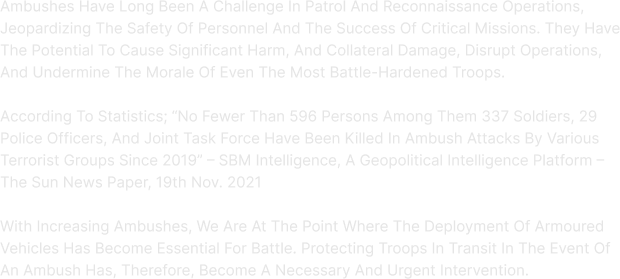 Ambushes Have Long Been A Challenge In Patrol And Reconnaissance Operations,
Jeopardizing The Safety Of Personnel And The Success Of Critical Missions. They Have
The Potential To Cause Significant Harm, And Collateral Damage, Disrupt Operations,
And Undermine The Morale Of Even The Most Battle-Hardened Troops.
According To Statistics; "No Fewer Than 596 Persons Among Them 337 Soldiers, 29
Police Officers, And Joint Task Force Have Been Killed In Ambush Attacks By Various
Terrorist Groups Since 2019" – SBM Intelligence, A Geopolitical Intelligence Platform –
The Sun News Paper, 19th Nov. 2021
With Increasing Ambushes, We Are At The Point Where The Deployment Of Armoured
Vehicles Has Become Essential For Battle. Protecting Troops In Transit In The Event Of
An Ambush Has, Therefore, Become A Necessary And Urgent Intervention.